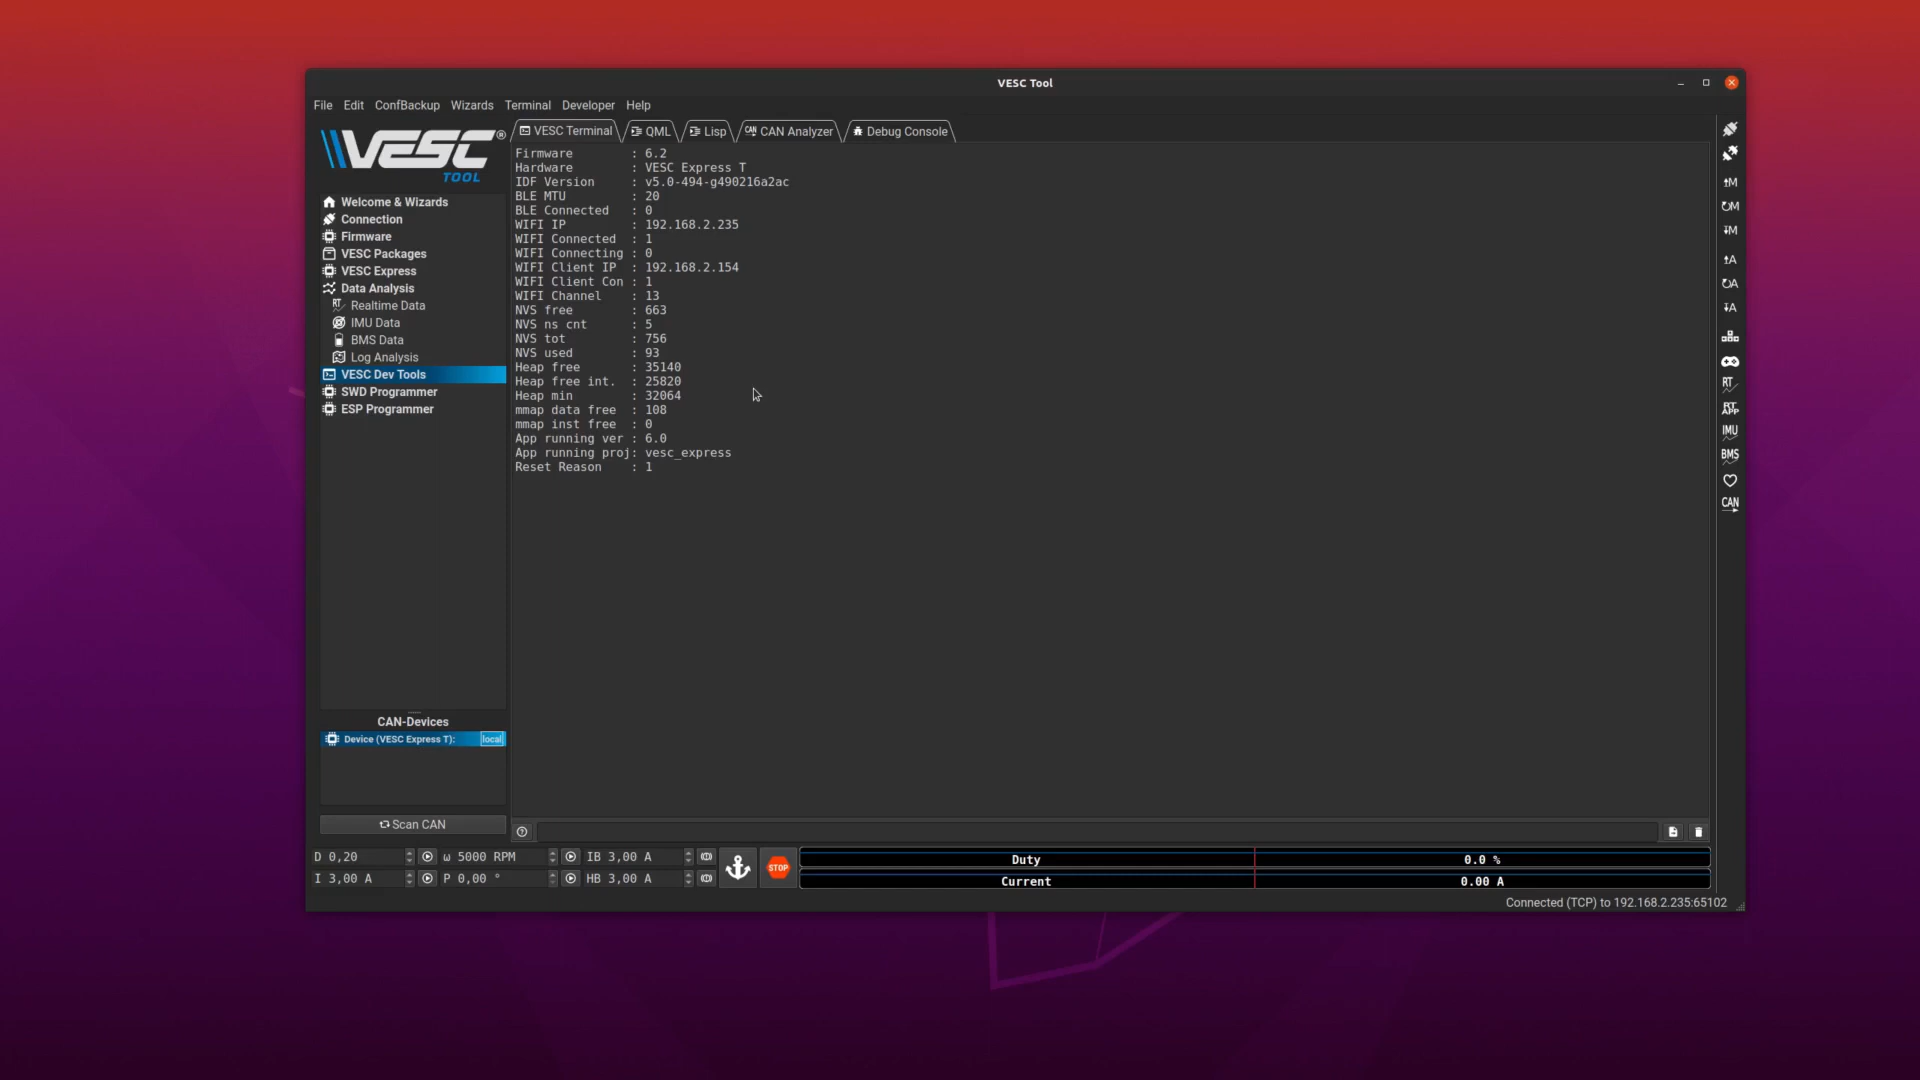 VESC Tool
File Edit ConfBackup Wizards Terminal Developer Help
VESC®
TOOL
Welcome & Wizards
Connection
Firmware
VESC Packages
VESC Express
Data Analysis
RT Realtime Data
IMU Data
BMS Data
Log Analysis
VESC Dev Tools
SWD Programmer
ESP Programmer
CAN-Devices
Device (VESC Express T): local
Scan CAN
VESC Terminal QML Lisp CAN CAN Analyzer Debug Console
Firmware : 6.2
Hardware : VESC Express T
IDF Version : v5.0-494-g490216a2ac
BLE MTU : 20
BLE Connected : 0
WIFI IP : 192.168.2.235
WIFI Connected : 1
WIFI Connecting : 0
WIFI Client IP : 192.168.2.154
WIFI Client Con : 1
WIFI Channel : 13
NVS free : 663
NVS ns cnt : 5
NVS tot : 756
NVS used : 93
Heap free : 35140
Heap free int. : 25820
Heap min : 32064
mmap data free : 108
mmap inst free : 0
App running ver : 6.0
App running proj: vesc_express
Reset Reason : 1
M
M
M
A
A
A
RT
RT APP
IMU
BMS
CAN
D 0,20 ω 5000 RPM IB 3,00 A
I 3,00 A P 0,00 ° HB 3,00 A
STOP
Duty 0.0 %
Current 0.00 A
Connected (TCP) to 192.168.2.235:65102